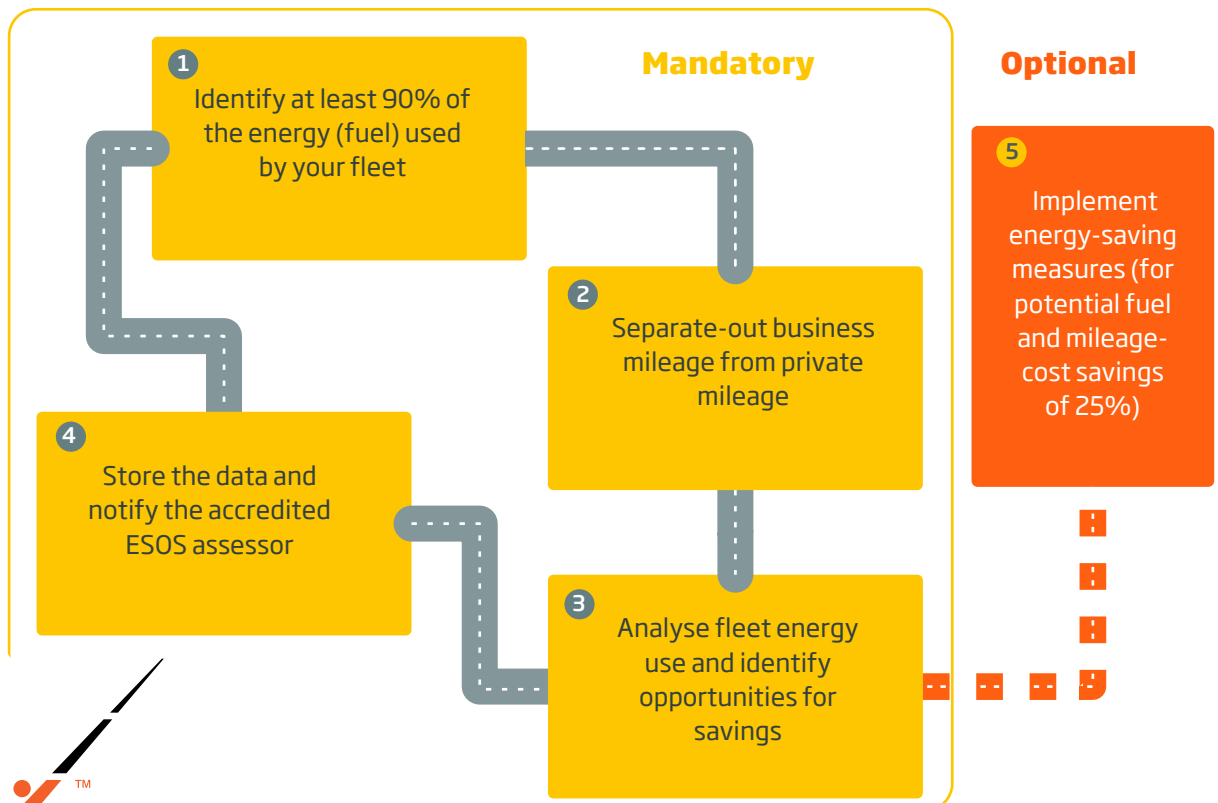 Mandatory
Optional
1
Identify at least 90% of
the energy (fuel) used
by your fleet
2
Separate-out business
mileage from private
mileage
3
Analyse fleet energy
use and identify
opportunities for
savings
4
Store the data and
notify the accredited
ESOS assessor
5
Implement
energy-saving
measures (for
potential fuel
and mileage-
cost savings
of 25%)
TM